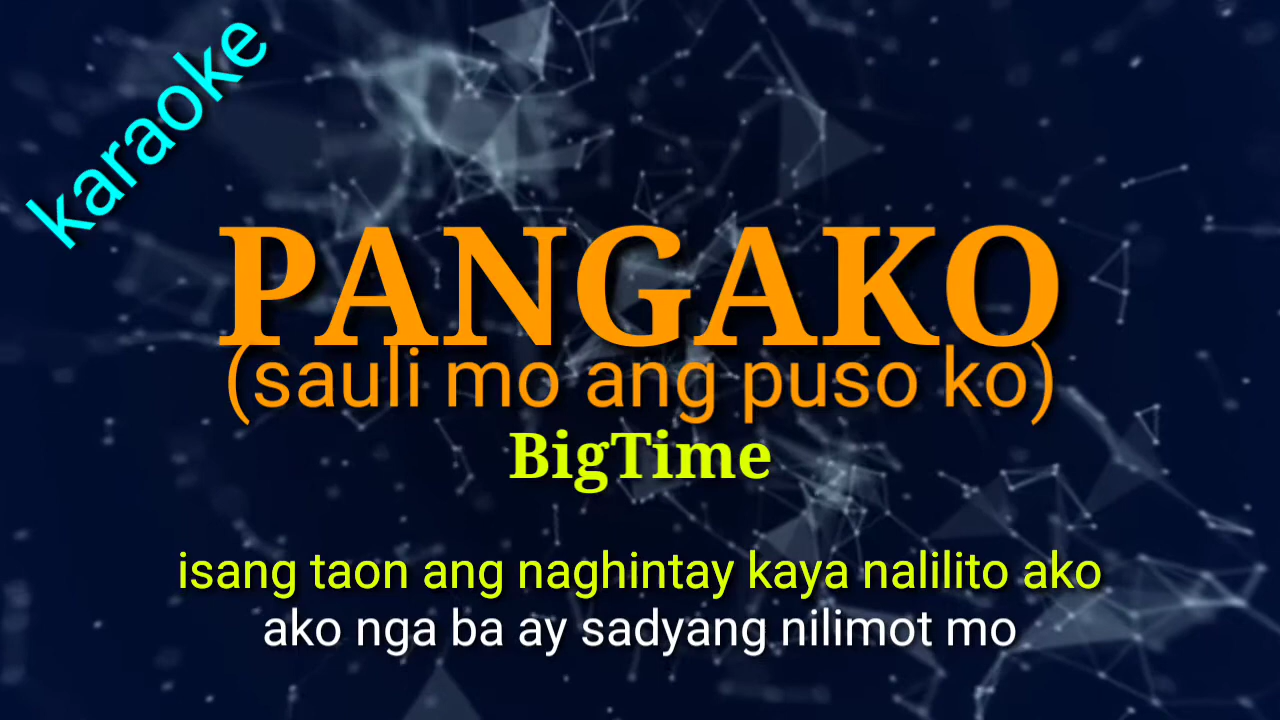 karaoke
PANGAKO
(sauli mo ang puso ko)
BigTime
isang taon ang naghintay kaya nalilito ako
ako nga ba ay sadyang nilimot mo